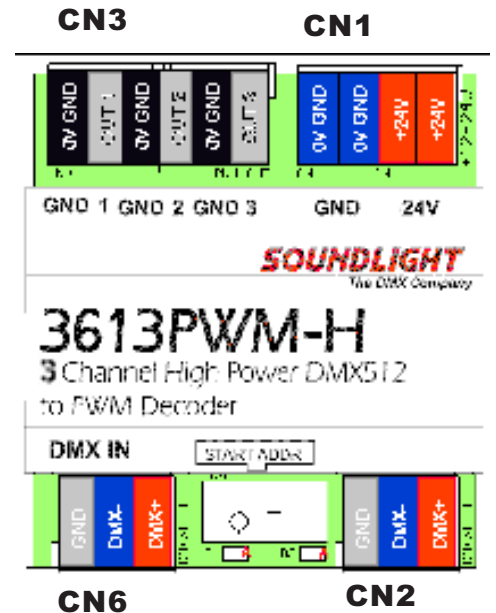 CN3 CN1
0V GND OUT 1 0V GND OUT 2 0V GND OUT 3 0V GND 0V GND +24V +24V +12-24V
GND 1 GND 2 GND 3 GND 24V
SOUNDLIGHT
The DMX Company
3613PWM-H
3 Channel High Power DMX512
to PWM Decoder
DMX IN START ADDR
GND DMX- DMX+ GND DMX- DMX+
CN6 CN2